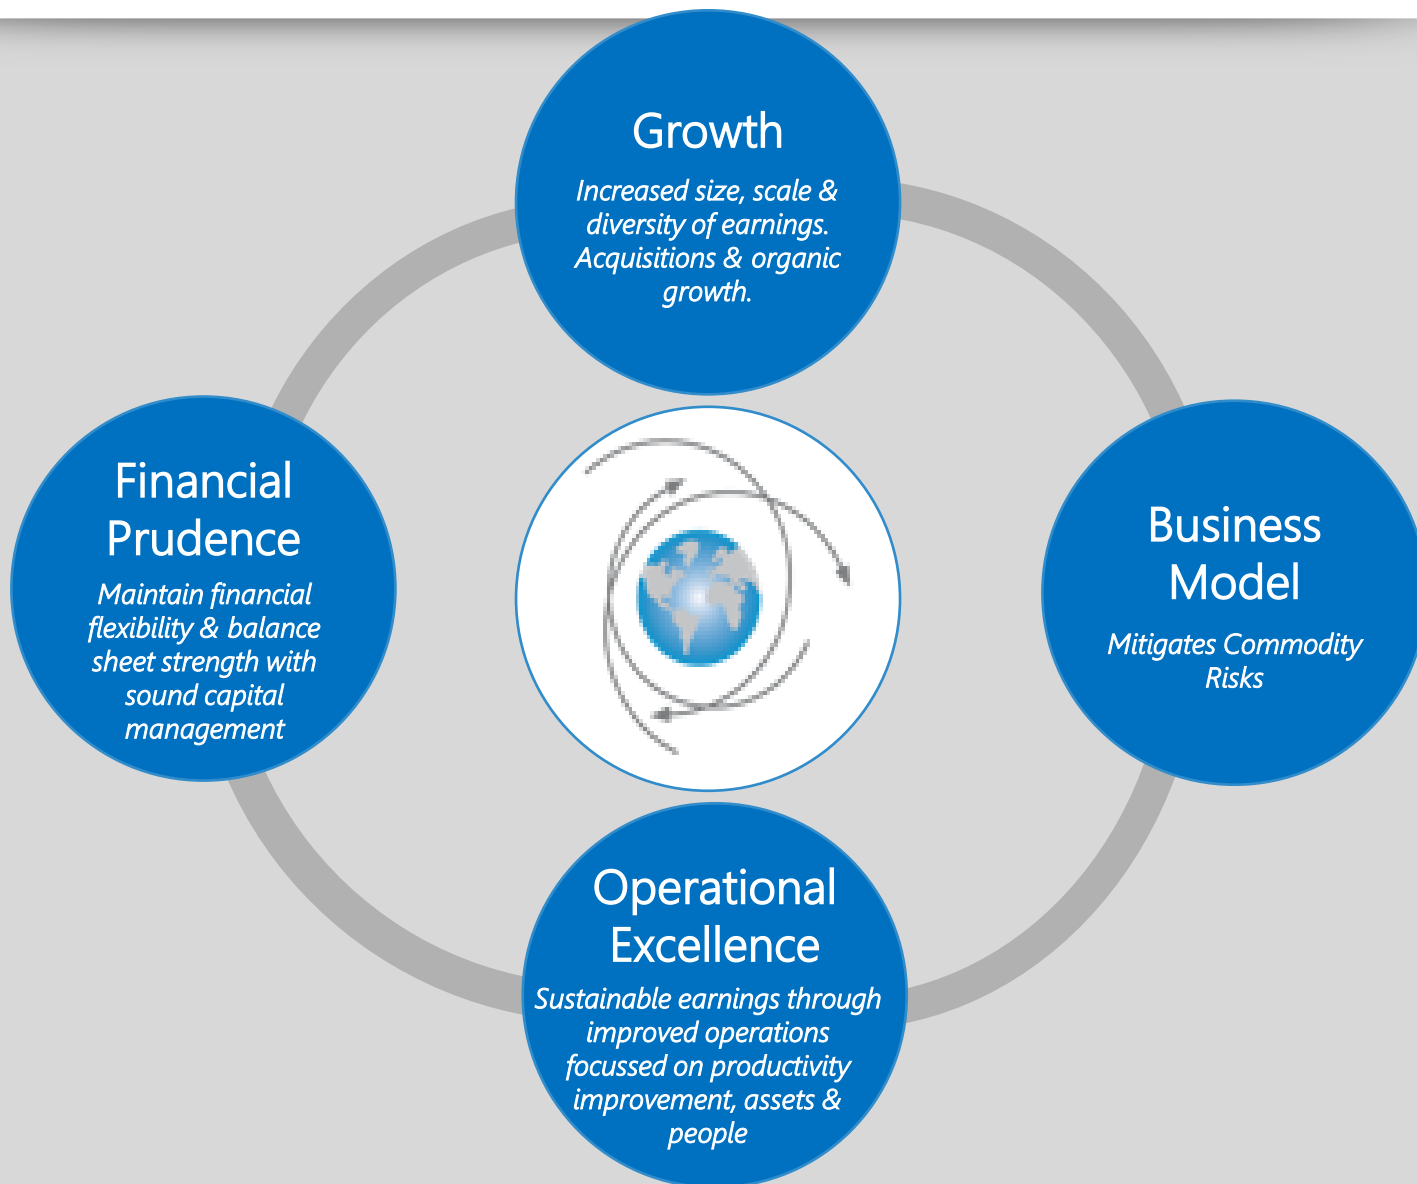 Growth
Increased size, scale &
diversity of earnings.
Acquisitions & organic
growth.
Financial
Prudence
Maintain financial
flexibility & balance
sheet strength with
sound capital
management
Business
Model
Mitigates Commodity
Risks
Operational
Excellence
Sustainable earnings through
improved operations
focussed on productivity
improvement, assets &
people